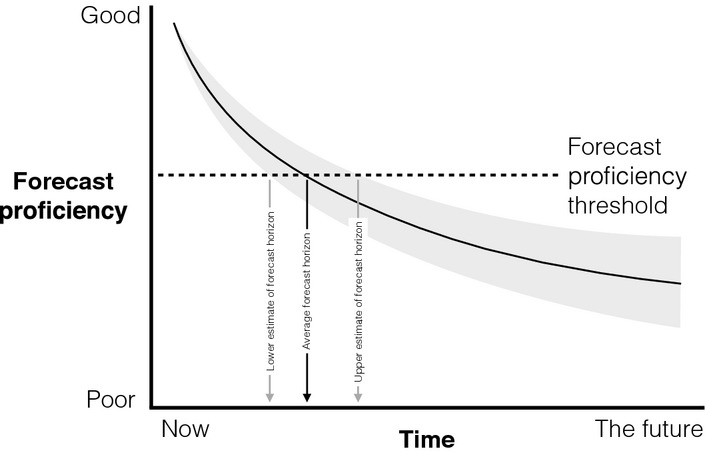 Good
Forecast
proficiency
threshold
Forecast
proficiency
Lower estimate of forecast horizon
Average forecast horizon
Upper estimate of forecast horizon
Poor
Now
Time
The future